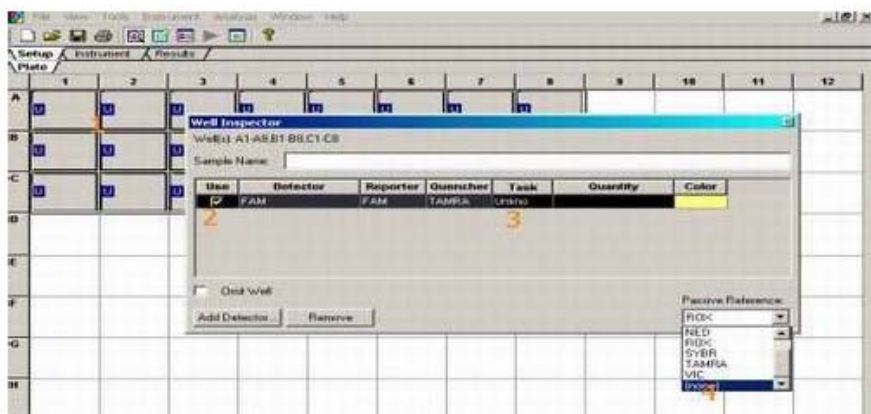 File View Tools Instrument Analysis Window Help
Setup Instrument Results
Plate
1 2 3 4 5 6 7 8 9 10 11 12
A U U U U U U U U
1
Well Inspector
Well(s): A1-A8,B1-B8,C1-C8
B U U U
Sample Name:
C U U U
Use Detector Reporter Quencher Task Quantity Color
FAM FAM TAMRA Unkno
2 3
D
E
Omit Well
F
Passive Reference:
Add Detector... Remove
ROX
NED
ROX
G
SYBR
TAMRA
VIC
(none)
4
H